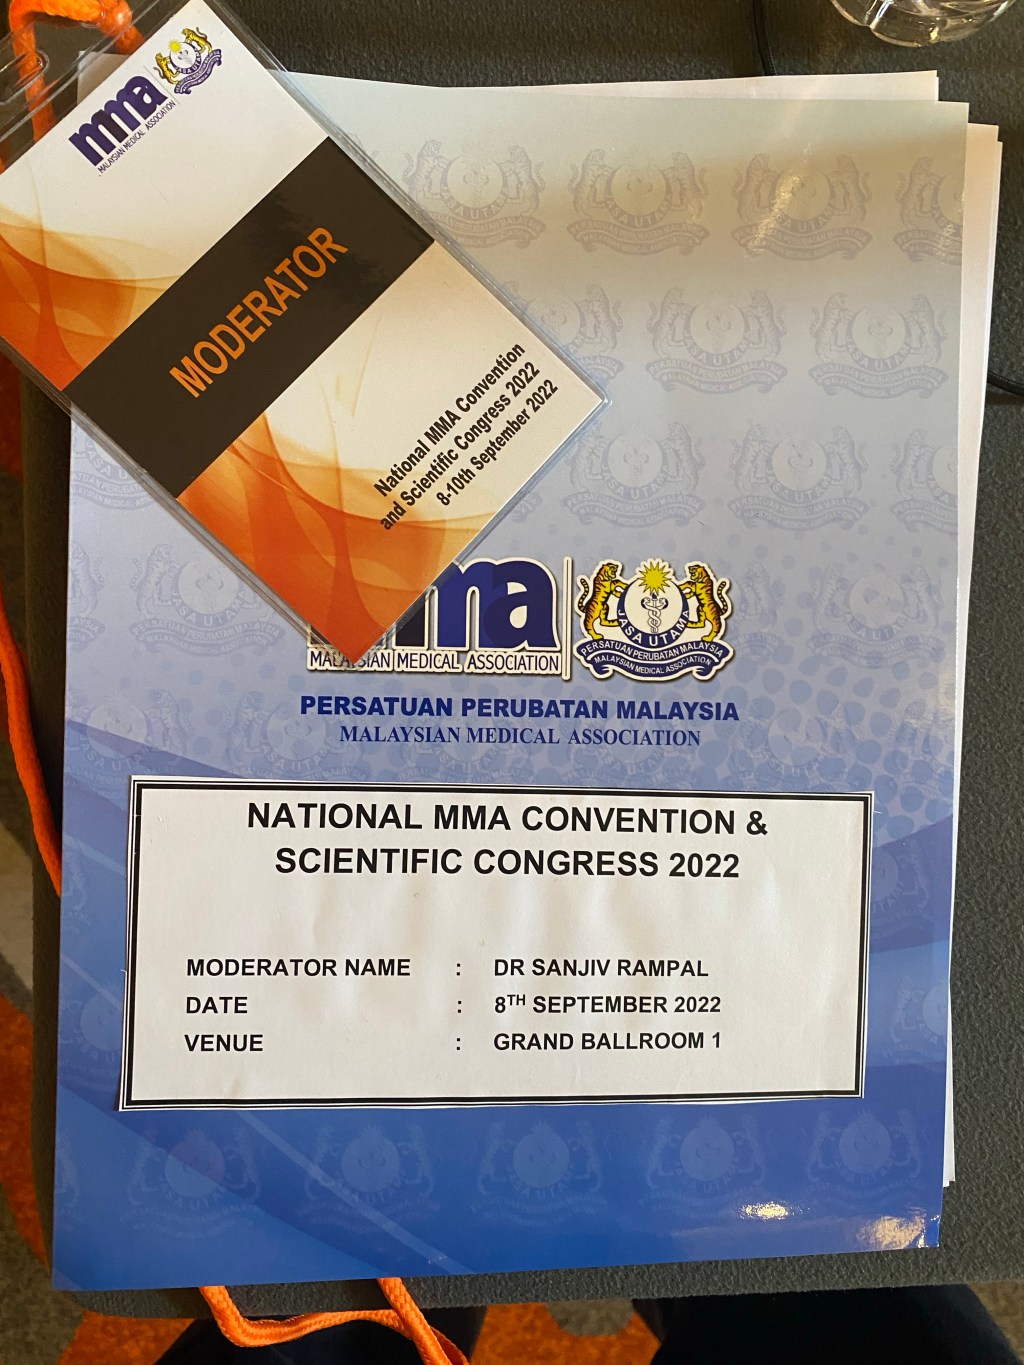 mma
MALAYSIAN MEDICAL ASSOCIATION
MODERATOR
National MMA Convention
and Scientific Congress 2022
8-10th September 2022
ma
MALAYSIAN MEDICAL ASSOCIATION
JASA UTAMA
PERSATUAN PERUBATAN MALAYSIA
MALAYSIAN MEDICAL ASSOCIATION
PERSATUAN PERUBATAN MALAYSIA
MALAYSIAN MEDICAL ASSOCIATION
NATIONAL MMA CONVENTION &
SCIENTIFIC CONGRESS 2022
MODERATOR NAME : DR SANJIV RAMPAL
DATE : 8TH SEPTEMBER 2022
VENUE : GRAND BALLROOM 1